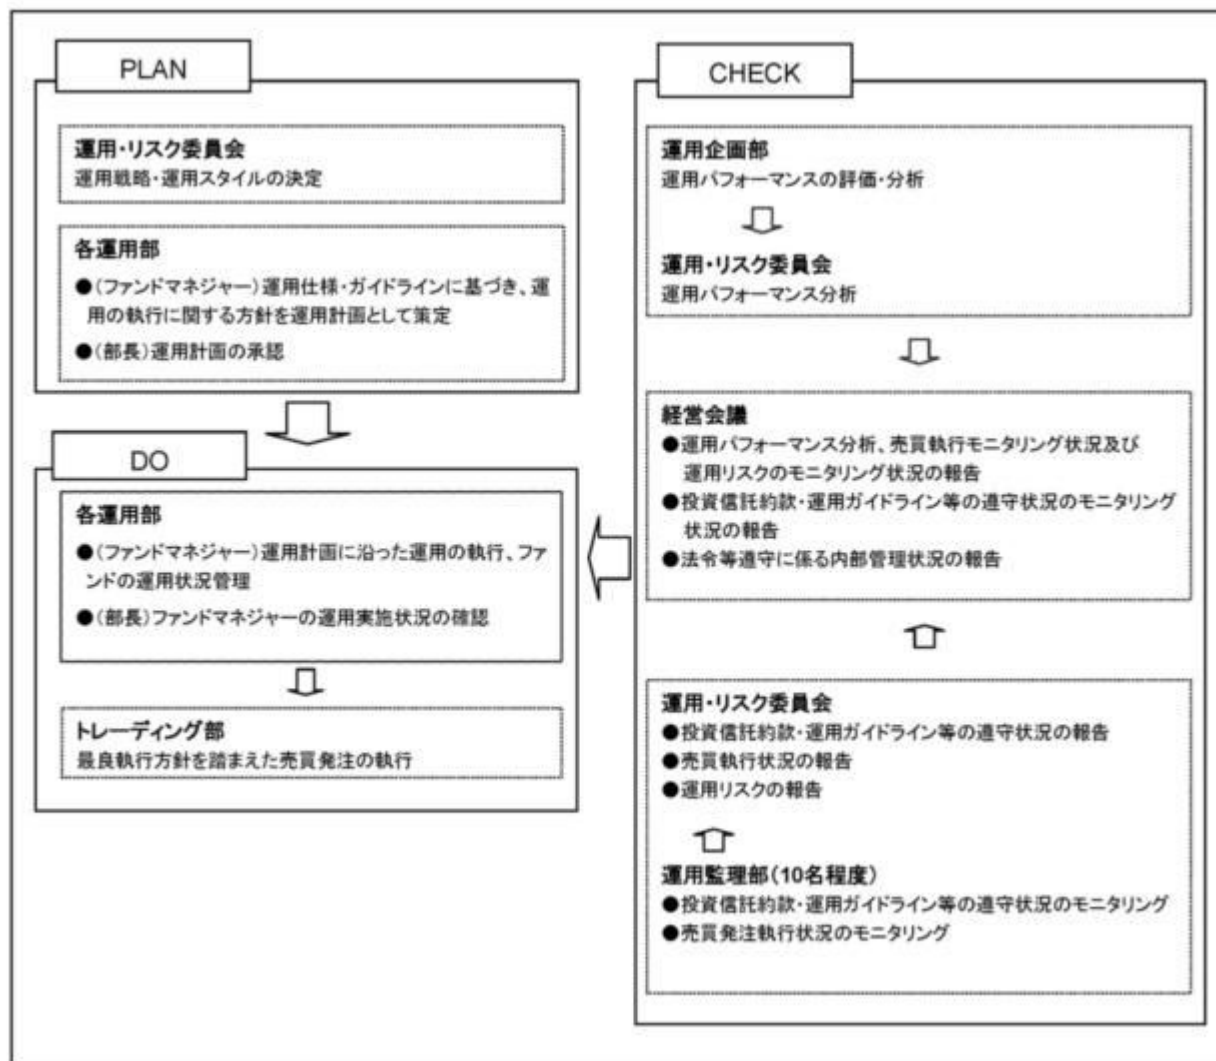 PLAN
運用・リスク委員会
運用戦略・運用スタイルの決定
各運用部
●(ファンドマネジャー)運用仕様・ガイドラインに基づき、運
用の執行に関する方針を運用計画として策定
●(部長)運用計画の承認
DO
各運用部
●(ファンドマネジャー)運用計画に沿った運用の執行、ファ
ンドの運用状況管理
●(部長)ファンドマネジャーの運用実施状況の確認
トレーディング部
最良執行方針を踏まえた売買発注の執行
CHECK
運用企画部
運用パフォーマンスの評価・分析
運用・リスク委員会
運用パフォーマンス分析
経営会議
●運用パフォーマンス分析、売買執行モニタリング状況及び
運用リスクのモニタリング状況の報告
●投資信託約款・運用ガイドライン等の遵守状況のモニタリング
状況の報告
●法令等遵守に係る内部管理状況の報告
運用・リスク委員会
●投資信託約款・運用ガイドライン等の遵守状況の報告
●売買執行状況の報告
●運用リスクの報告
運用監理部(10名程度)
●投資信託約款・運用ガイドライン等の遵守状況のモニタリング
●売買発注執行状況のモニタリング